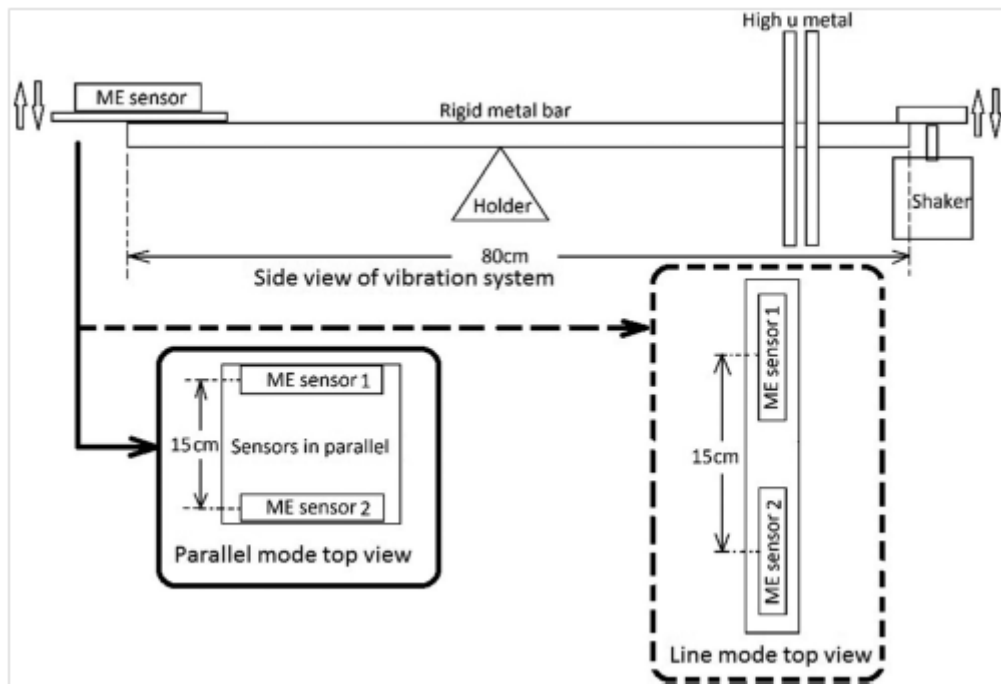 High u metal
ME sensor
Rigid metal bar
Holder
Shaker
80cm
Side view of vibration system
ME sensor 1
15cm
Sensors in parallel
ME sensor 2
Parallel mode top view
ME sensor 1
15cm
ME sensor 2
Line mode top view